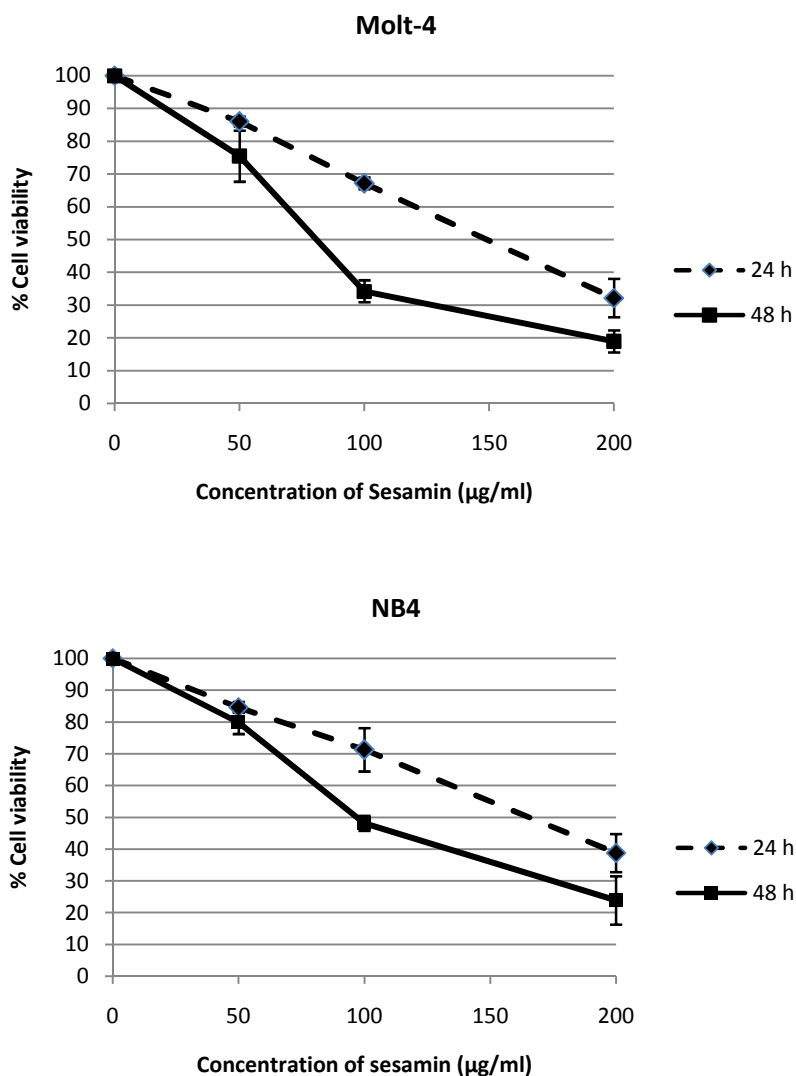 Molt-4
100
90
80
70
60
50
40
30
20
10
0
% Cell viability
0 50 100 150 200
Concentration of Sesamin (µg/ml)
24 h
48 h
NB4
100
90
80
70
60
50
40
30
20
10
0
% Cell viability
0 50 100 150 200
Concentration of sesamin (µg/ml)
24 h
48 h